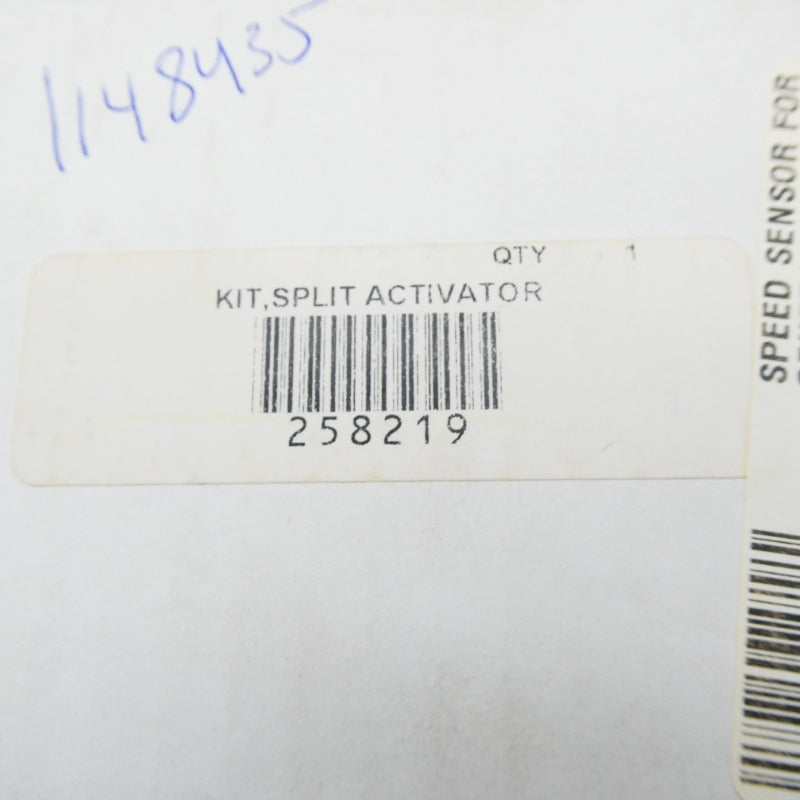 1148435
QTY 1
KIT,SPLIT ACTIVATOR
258219
SPEED SENSOR FOR